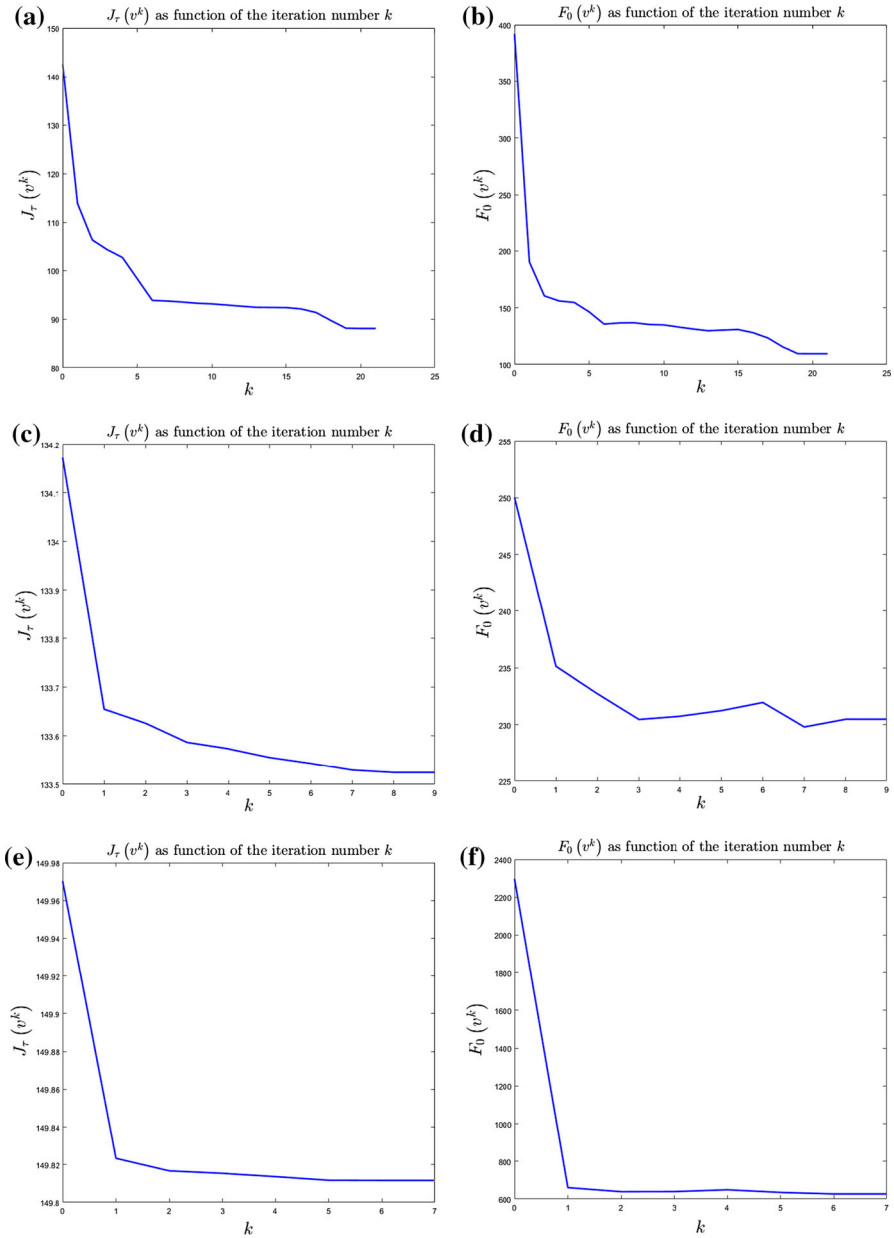 (a) J_τ(v^k) as function of the iteration number k
150
140
130
120
110
100
90
80
0 5 10 15 20 25
J_τ(v^k)
k
(b) F_0(v^k) as function of the iteration number k
400
350
300
250
200
150
100
0 5 10 15 20 25
F_0(v^k)
k
(c) J_τ(v^k) as function of the iteration number k
134.2
134.1
134
133.9
133.8
133.7
133.6
133.5
0 1 2 3 4 5 6 7 8 9
J_τ(v^k)
k
(d) F_0(v^k) as function of the iteration number k
255
250
245
240
235
230
225
0 1 2 3 4 5 6 7 8 9
F_0(v^k)
k
(e) J_τ(v^k) as function of the iteration number k
149.98
149.96
149.94
149.92
149.9
149.88
149.86
149.84
149.82
149.8
0 1 2 3 4 5 6 7
J_τ(v^k)
k
(f) F_0(v^k) as function of the iteration number k
2400
2200
2000
1800
1600
1400
1200
1000
800
600
0 1 2 3 4 5 6 7
F_0(v^k)
k